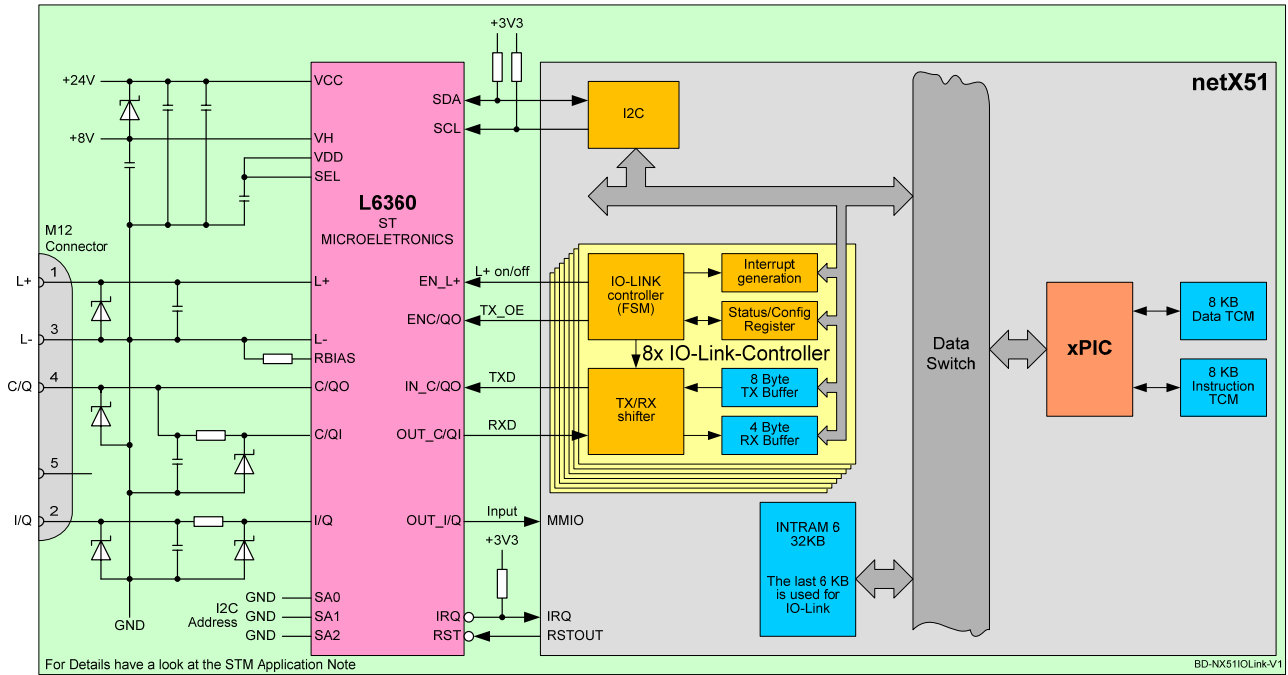 +3V3
netX51
+24V
VCC
+8V
VH
VDD
SEL
SDA
SCL
I2C
L6360
ST
MICROELETRONICS
M12
Connector
L+
1
L+
EN_L+
L+ on/off
IO-LINK
controller
(FSM)
Interrupt
generation
ENC/QO
TX_OE
Status/Config
Register
L-
3
L-
RBIAS
8x IO-Link-Controller
Data
Switch
xPIC
8 KB
Data TCM
8 KB
Instruction
TCM
C/Q
4
C/QO
IN_C/QO
TXD
TX/RX
shifter
8 Byte
TX Buffer
C/QI
OUT_C/QI
RXD
4 Byte
RX Buffer
5
I/Q
2
I/Q
OUT_I/Q
Input
MMIO
+3V3
INTRAM 6
32KB
The last 6 KB
is used for
IO-Link
GND
I2C
Address
GND
SA0
GND
SA1
GND
SA2
IRQ
IRQ
RST
RSTOUT
For Details have a look at the STM Application Note
BD-NX51IOLink-V1